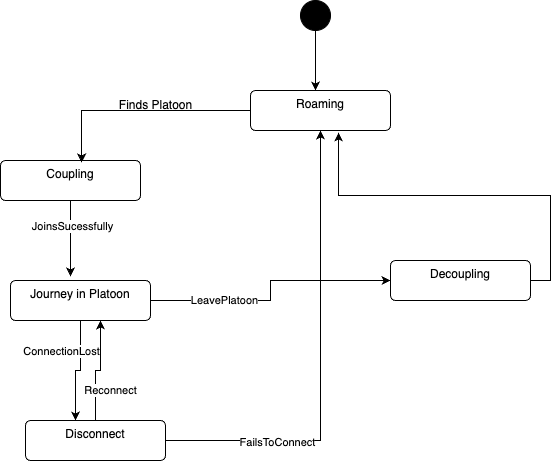 Roaming
Finds Platoon
Coupling
JoinsSucessfully
Decoupling
Journey in Platoon
LeavePlatoon
ConnectionLost
Reconnect
Disconnect
FailsToConnect